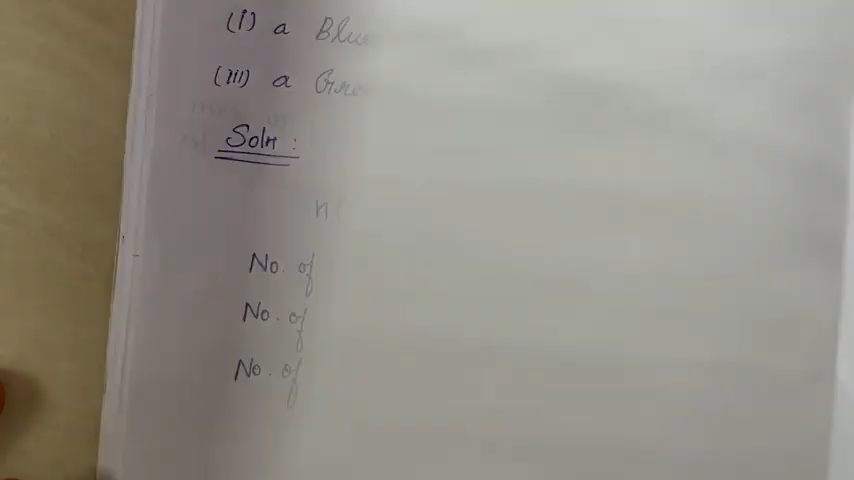 (i) a Blue
(iii) a Gree
Soln :
n(
No. of
No. of
No. of